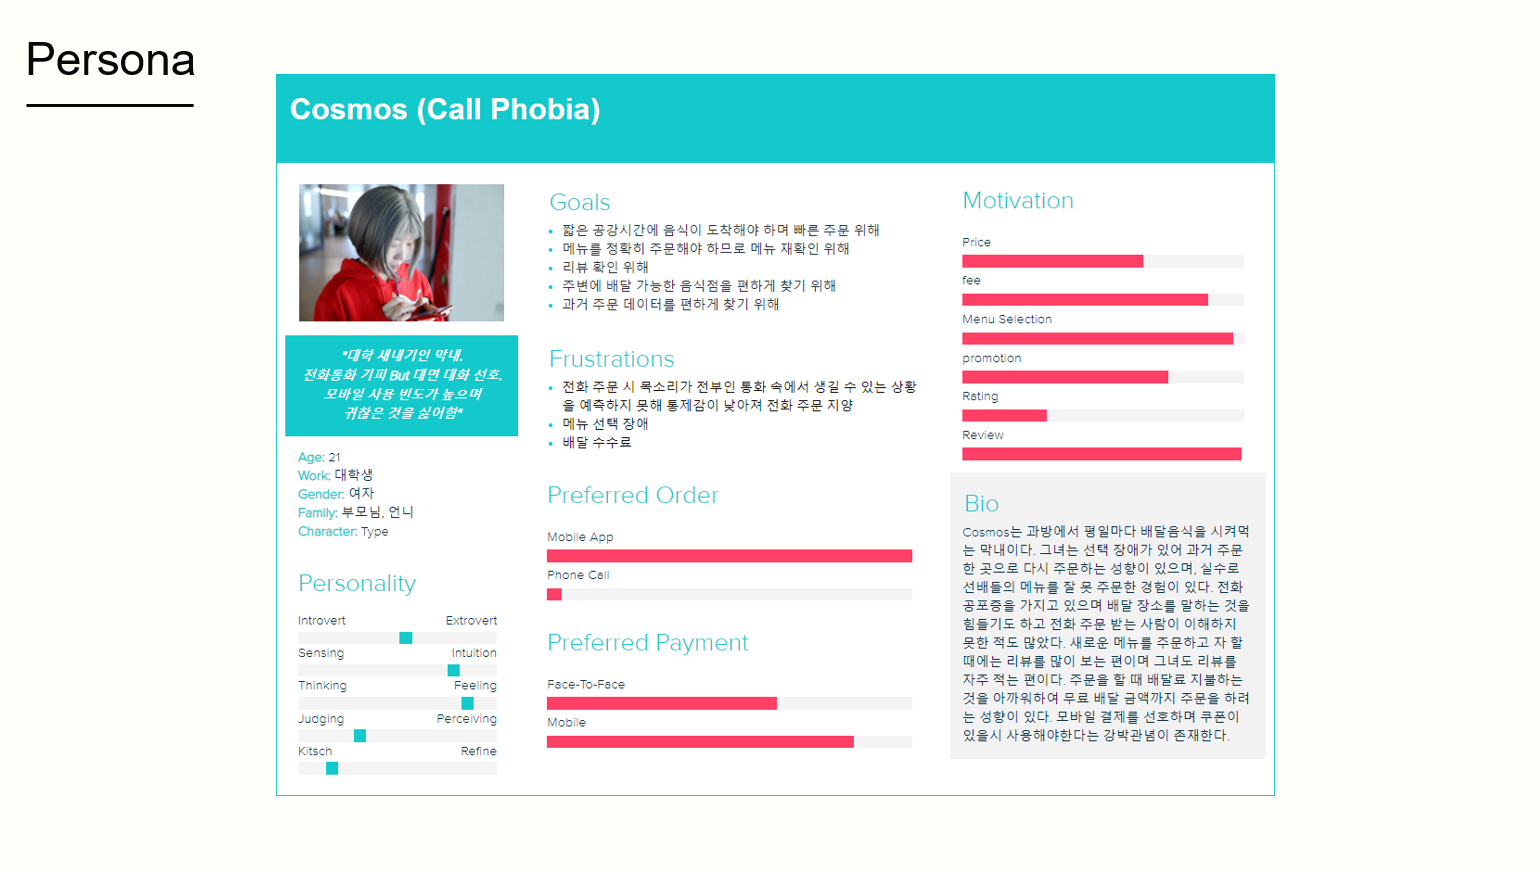 Persona
Cosmos (Call Phobia)
"대학 새내기인 막내,
전화통화 기피 But 대면 대화 선호,
모바일 사용 빈도가 높으며
귀찮은 것을 싫어함"
Age: 21
Work: 대학생
Gender: 여자
Family: 부모님, 언니
Character: Type
Personality
Introvert Extrovert
Sensing Intuition
Thinking Feeling
Judging Perceiving
Kitsch Refine
Goals
• 짧은 공강시간에 음식이 도착해야 하며 빠른 주문 위해
• 메뉴를 정확히 주문해야 하므로 메뉴 재확인 위해
• 리뷰 확인 위해
• 주변에 배달 가능한 음식점을 편하게 찾기 위해
• 과거 주문 데이터를 편하게 찾기 위해
Frustrations
• 전화 주문 시 목소리가 전부인 통화 속에서 생길 수 있는 상황
을 예측하지 못해 통제감이 낮아져 전화 주문 지양
• 메뉴 선택 장애
• 배달 수수료
Preferred Order
Mobile App
Phone Call
Preferred Payment
Face-To-Face
Mobile
Motivation
Price
fee
Menu Selection
promotion
Rating
Review
Bio
Cosmos는 과방에서 평일마다 배달음식을 시켜먹
는 막내이다. 그녀는 선택 장애가 있어 과거 주문
한 곳으로 다시 주문하는 성향이 있으며, 실수로
선배들의 메뉴를 잘 못 주문한 경험이 있다. 전화
공포증을 가지고 있으며 배달 장소를 말하는 것을
힘들기도 하고 전화 주문 받는 사람이 이해하지
못한 적도 많았다. 새로운 메뉴를 주문하고 자 할
때에는 리뷰를 많이 보는 편이며 그녀도 리뷰를
자주 적는 편이다. 주문을 할 때 배달료 지불하는
것을 아까워하여 무료 배달 금액까지 주문을 하려
는 성향이 있다. 모바일 결제를 선호하며 쿠폰이
있을시 사용해야한다는 강박관념이 존재한다.